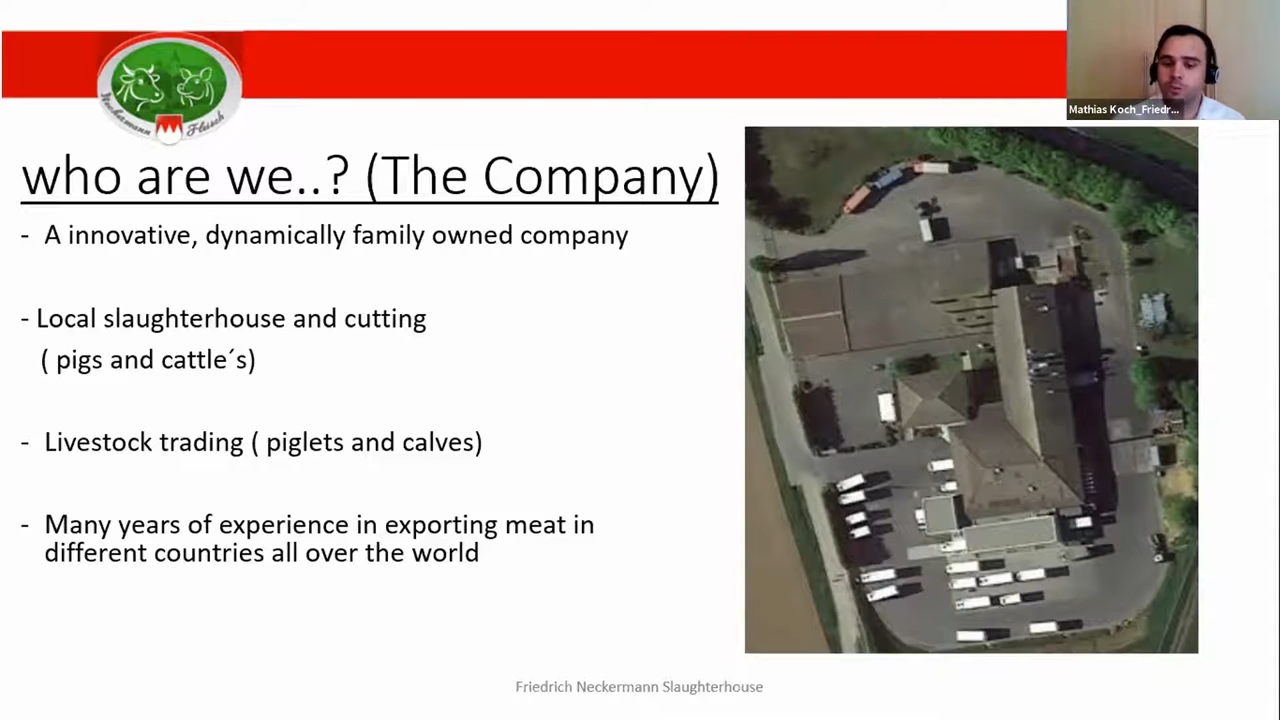 Neckermann Fleisch
Mathias Koch_Friedr...
who are we..? (The Company)
- A innovative, dynamically family owned company
- Local slaughterhouse and cutting
( pigs and cattle´s)
- Livestock trading ( piglets and calves)
- Many years of experience in exporting meat in
different countries all over the world
Friedrich Neckermann Slaughterhouse